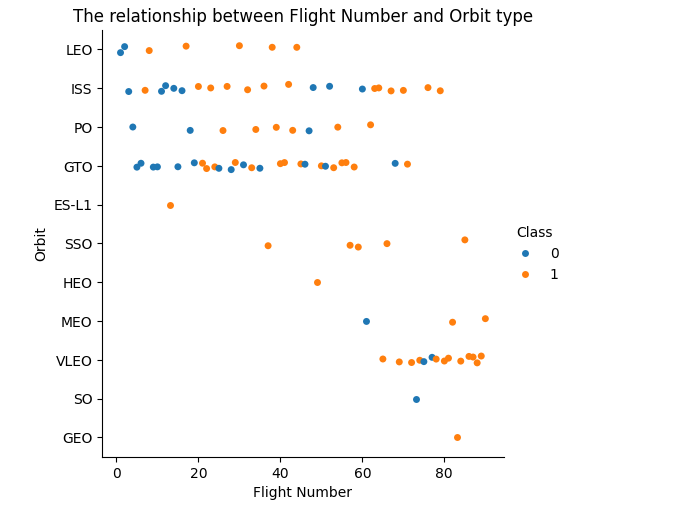 The relationship between Flight Number and Orbit type
LEO
ISS
PO
GTO
ES-L1
SSO
HEO
MEO
VLEO
SO
GEO
Orbit
0
20
40
60
80
Flight Number
Class
0
1